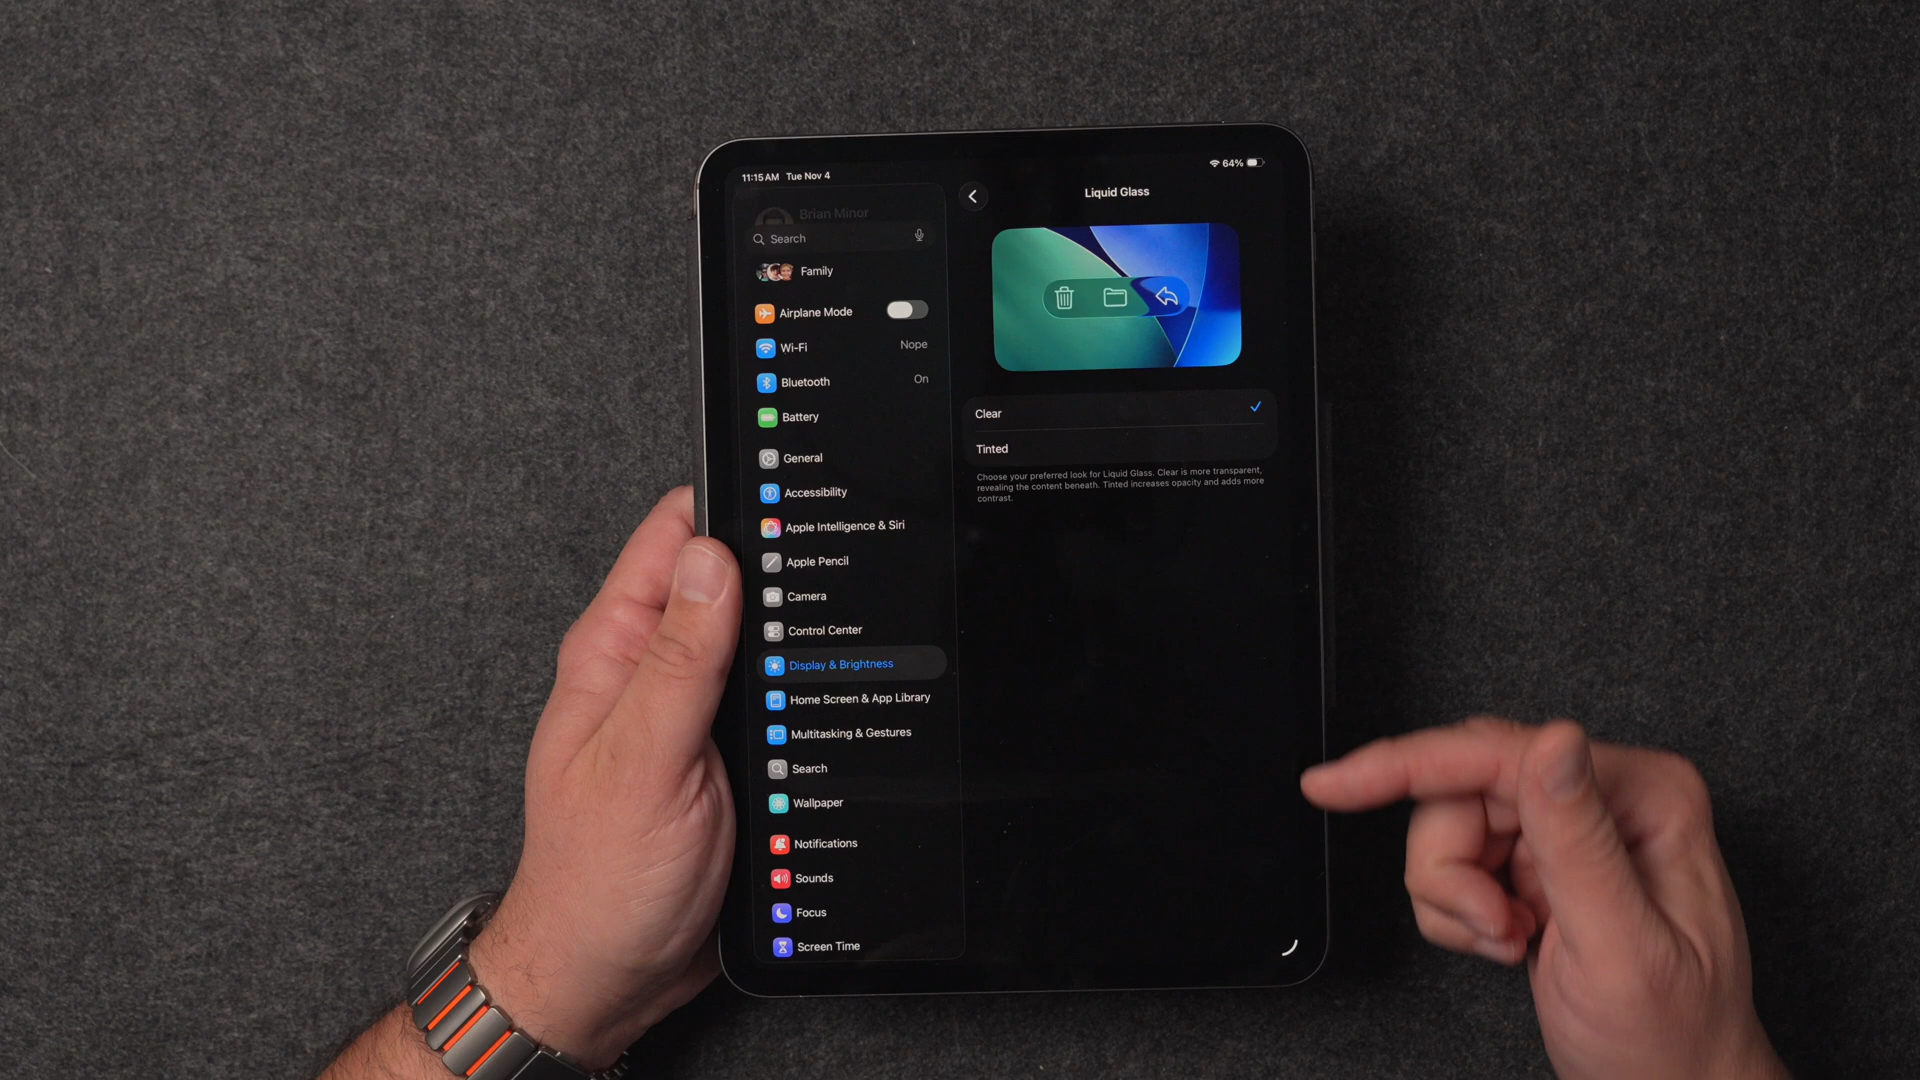 11:15 AM Tue Nov 4
64%
Brian Minor
Search
Family
Airplane Mode
Wi-Fi Nope
Bluetooth On
Battery
General
Accessibility
Apple Intelligence & Siri
Apple Pencil
Camera
Control Center
Display & Brightness
Home Screen & App Library
Multitasking & Gestures
Search
Wallpaper
Notifications
Sounds
Focus
Screen Time
Liquid Glass
Clear
Tinted
Choose your preferred look for Liquid Glass. Clear is more transparent,
revealing the content beneath. Tinted increases opacity and adds more
contrast.